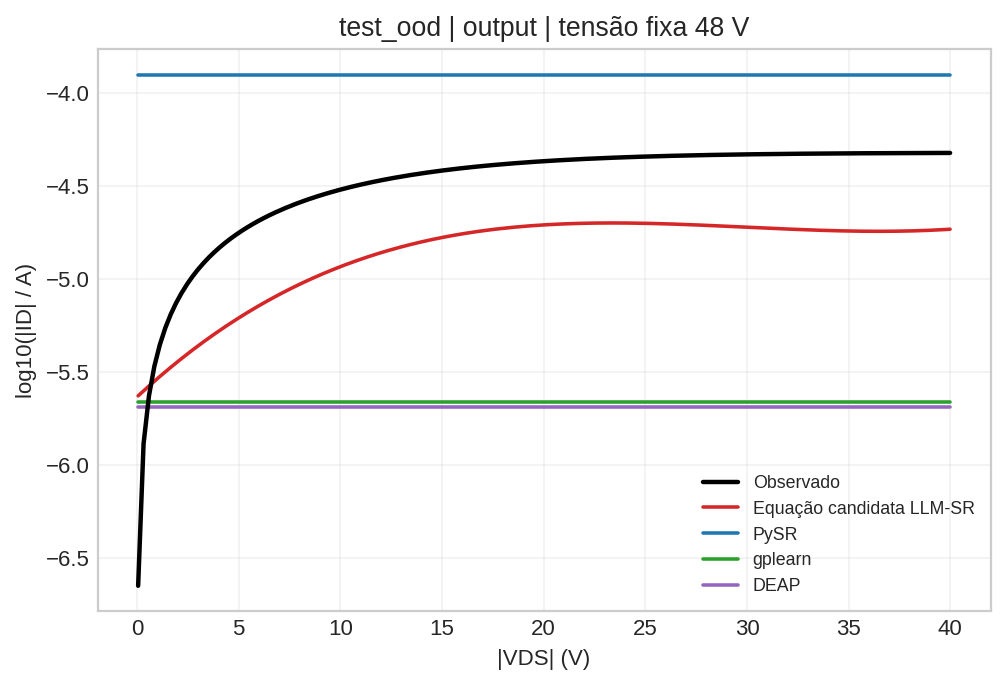 test_ood | output | tensão fixa 48 V
−4.0
−4.5
−5.0
−5.5
−6.0
−6.5
log10(|ID| / A)
Observado
Equação candidata LLM-SR
PySR
gplearn
DEAP
0 5 10 15 20 25 30 35 40
|VDS| (V)